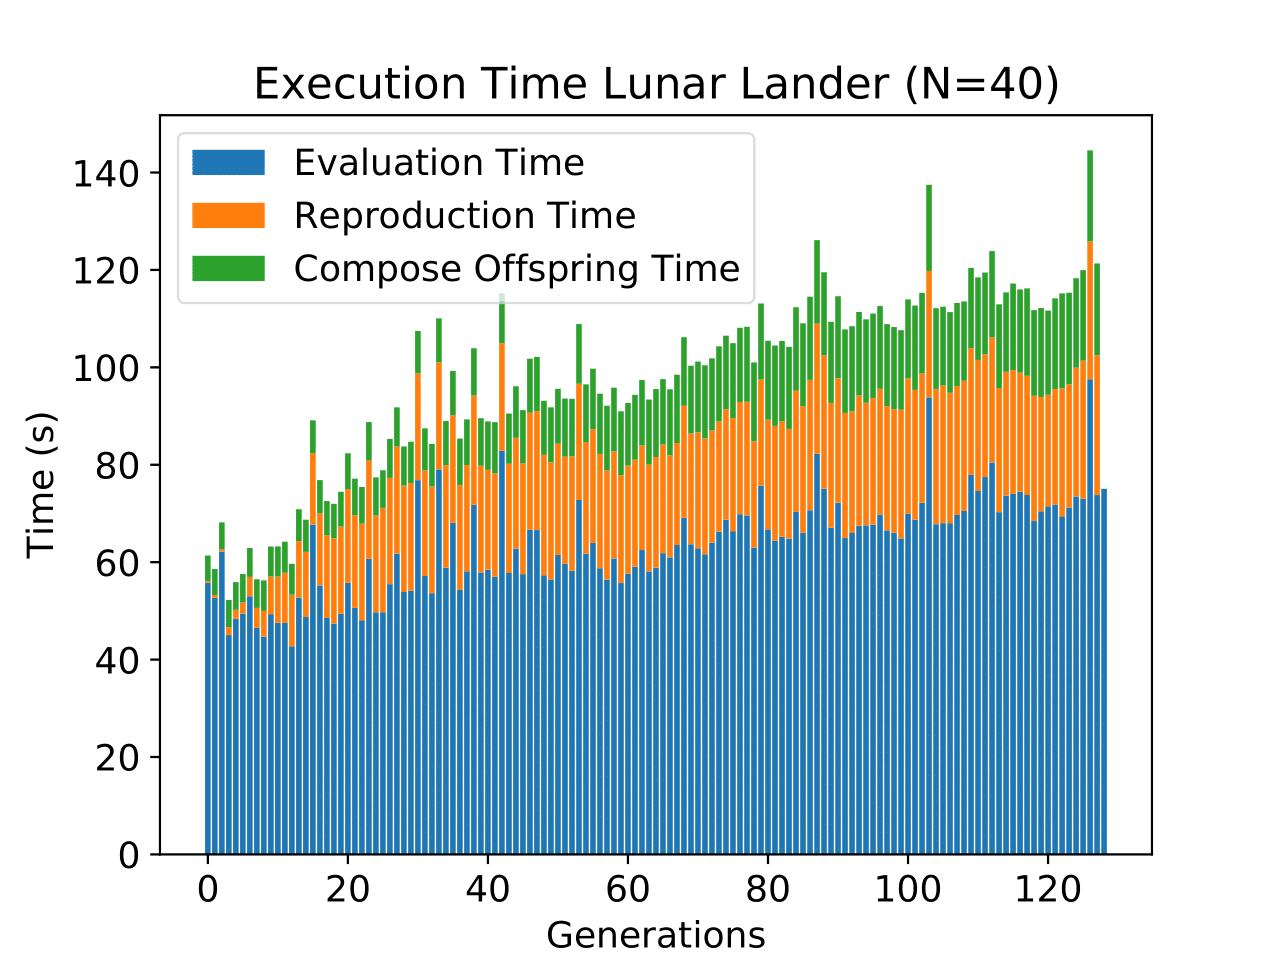 Execution Time Lunar Lander (N=40)
Evaluation Time
Reproduction Time
Compose Offspring Time
Time (s)
140
120
100
80
60
40
20
0
0 20 40 60 80 100 120
Generations